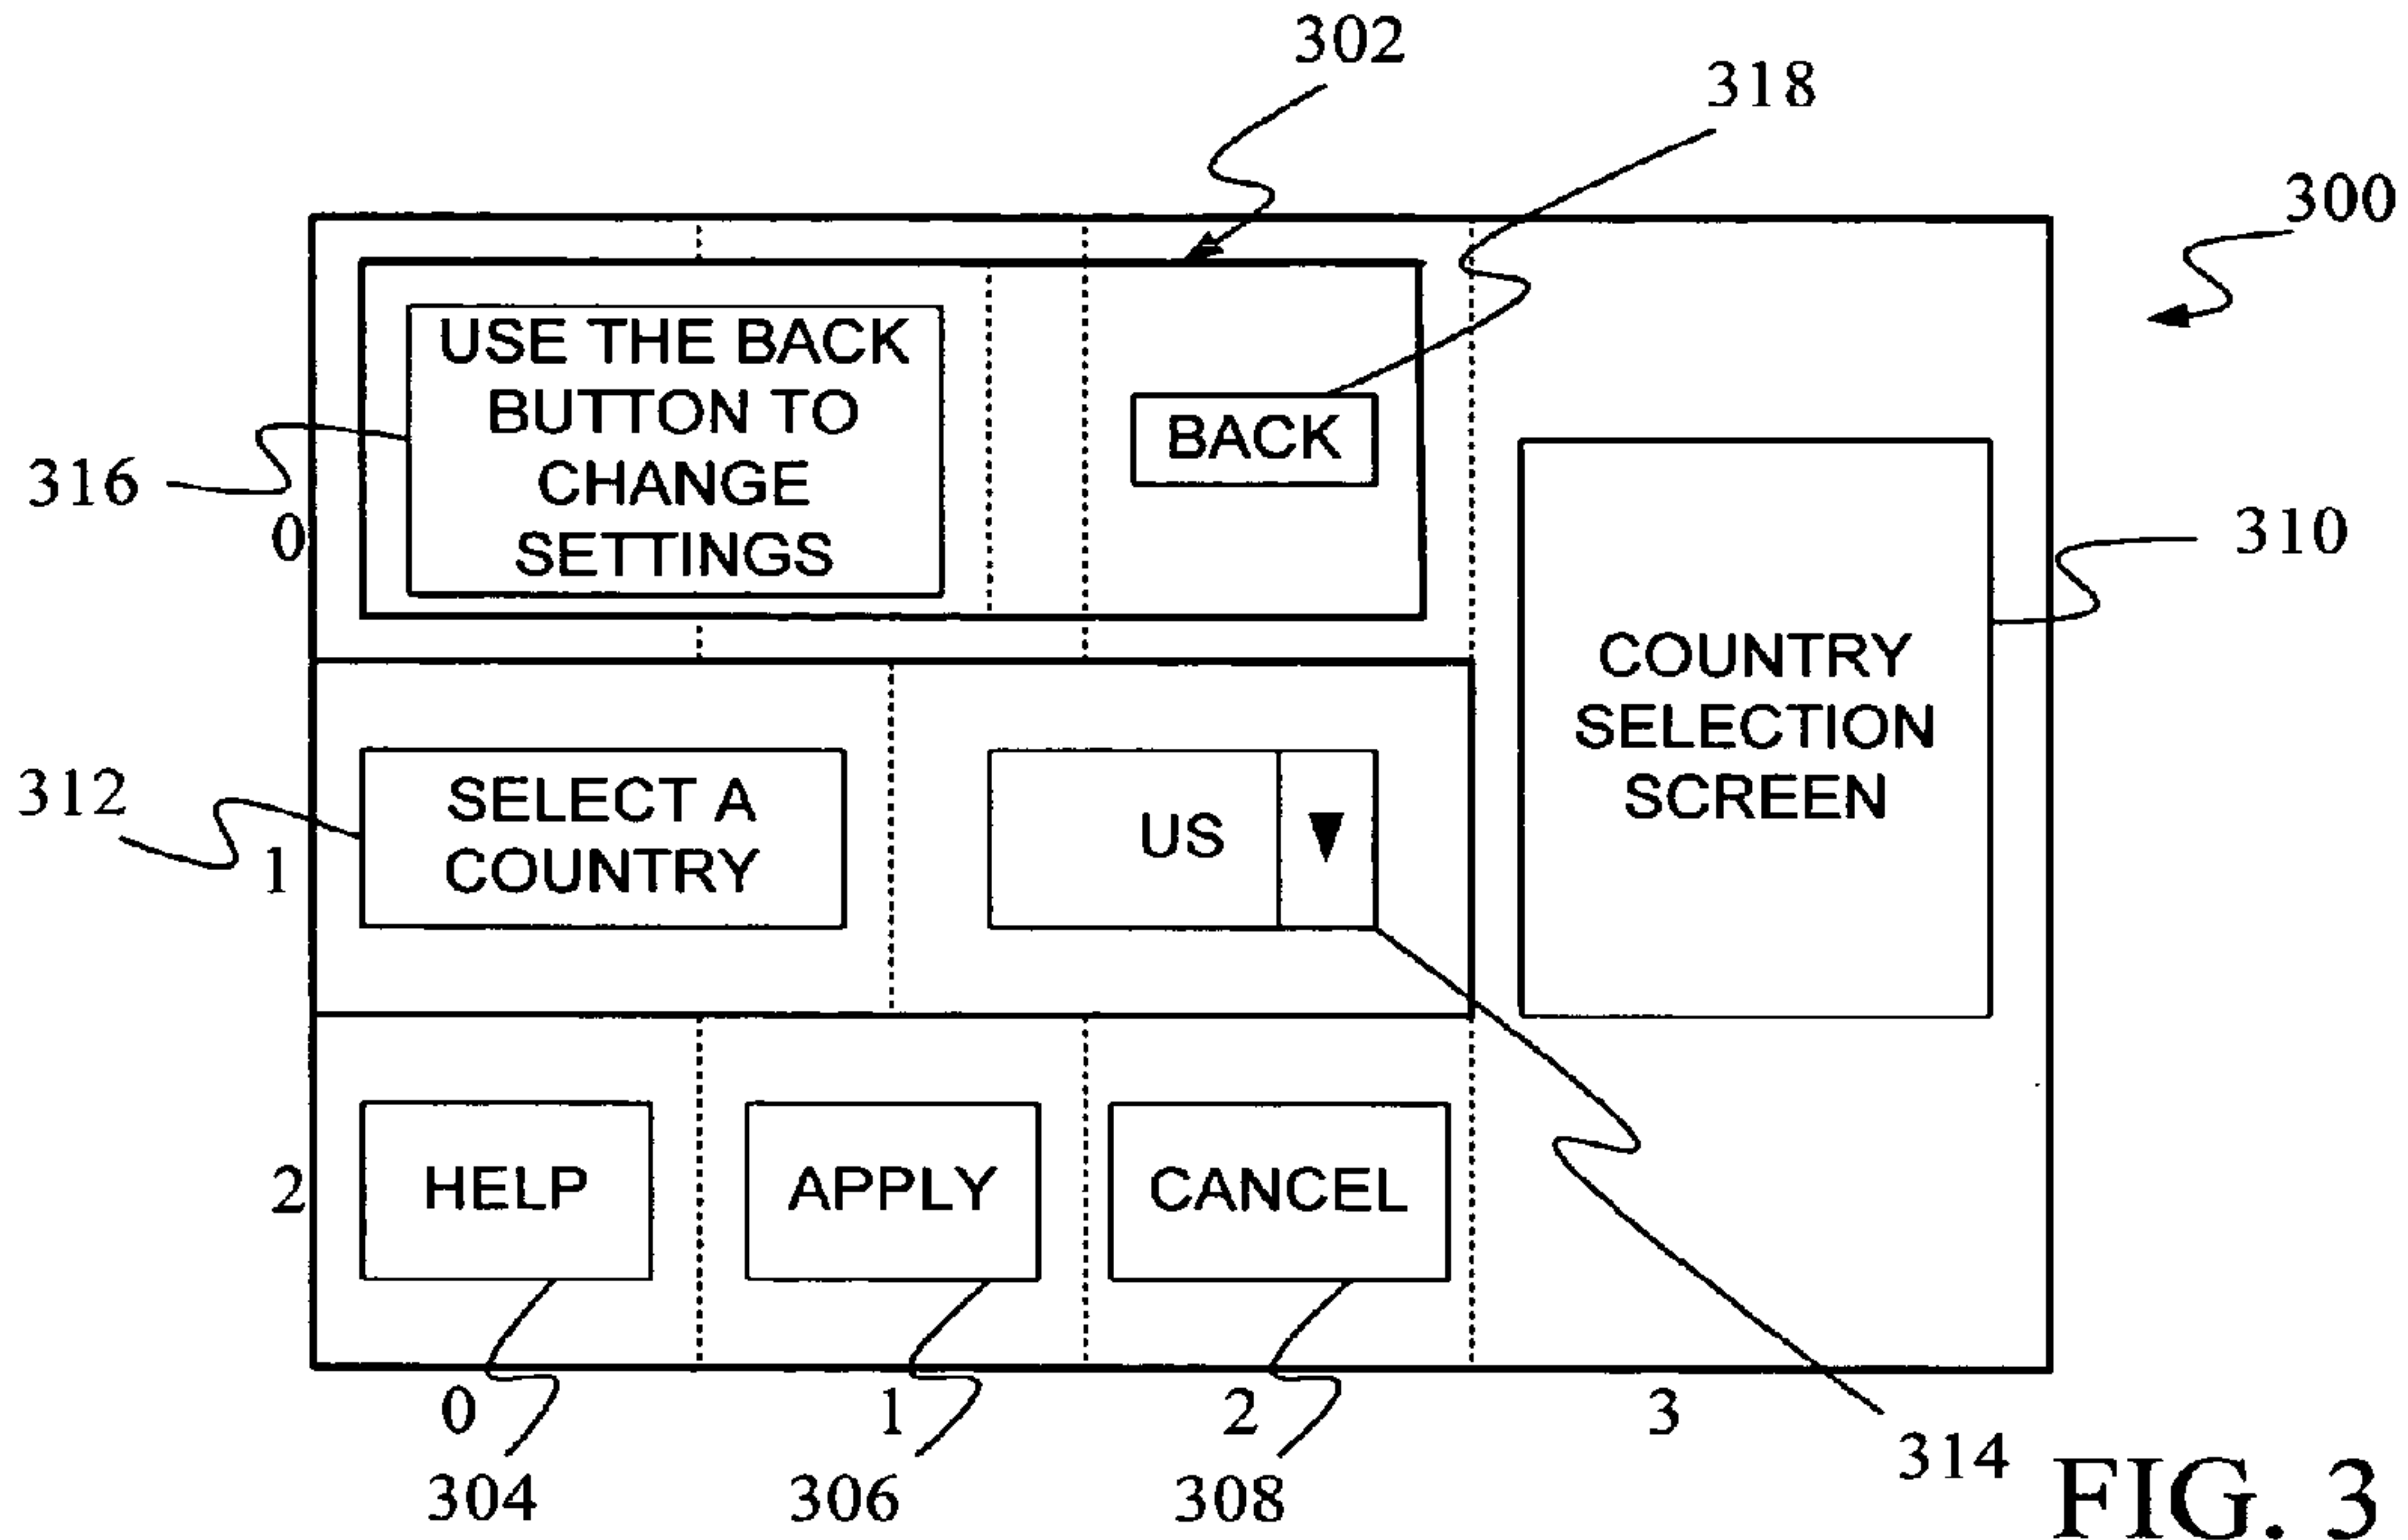 302
318
300
USE THE BACK
BUTTON TO
CHANGE
SETTINGS
BACK
316
0
310
COUNTRY
SELECTION
SCREEN
SELECT A
COUNTRY
US
312
1
HELP
APPLY
CANCEL
2
0
1
2
3
304
306
308
314
FIG. 3